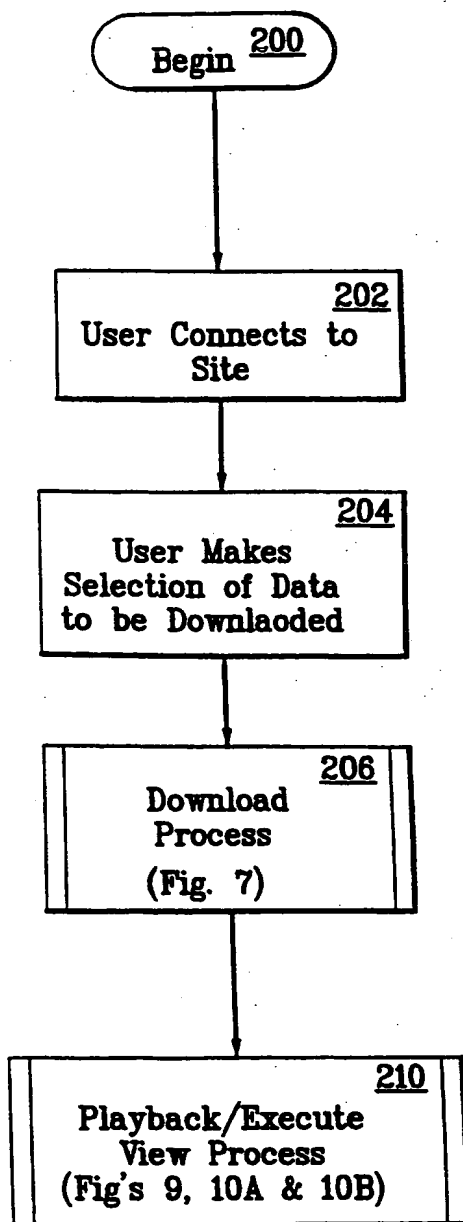 Begin 200
202
User Connects to
Site
204
User Makes
Selection of Data
to be Downlaoded
206
Download
Process
(Fig. 7)
210
Playback/Execute
View Process
(Fig's 9, 10A & 10B)